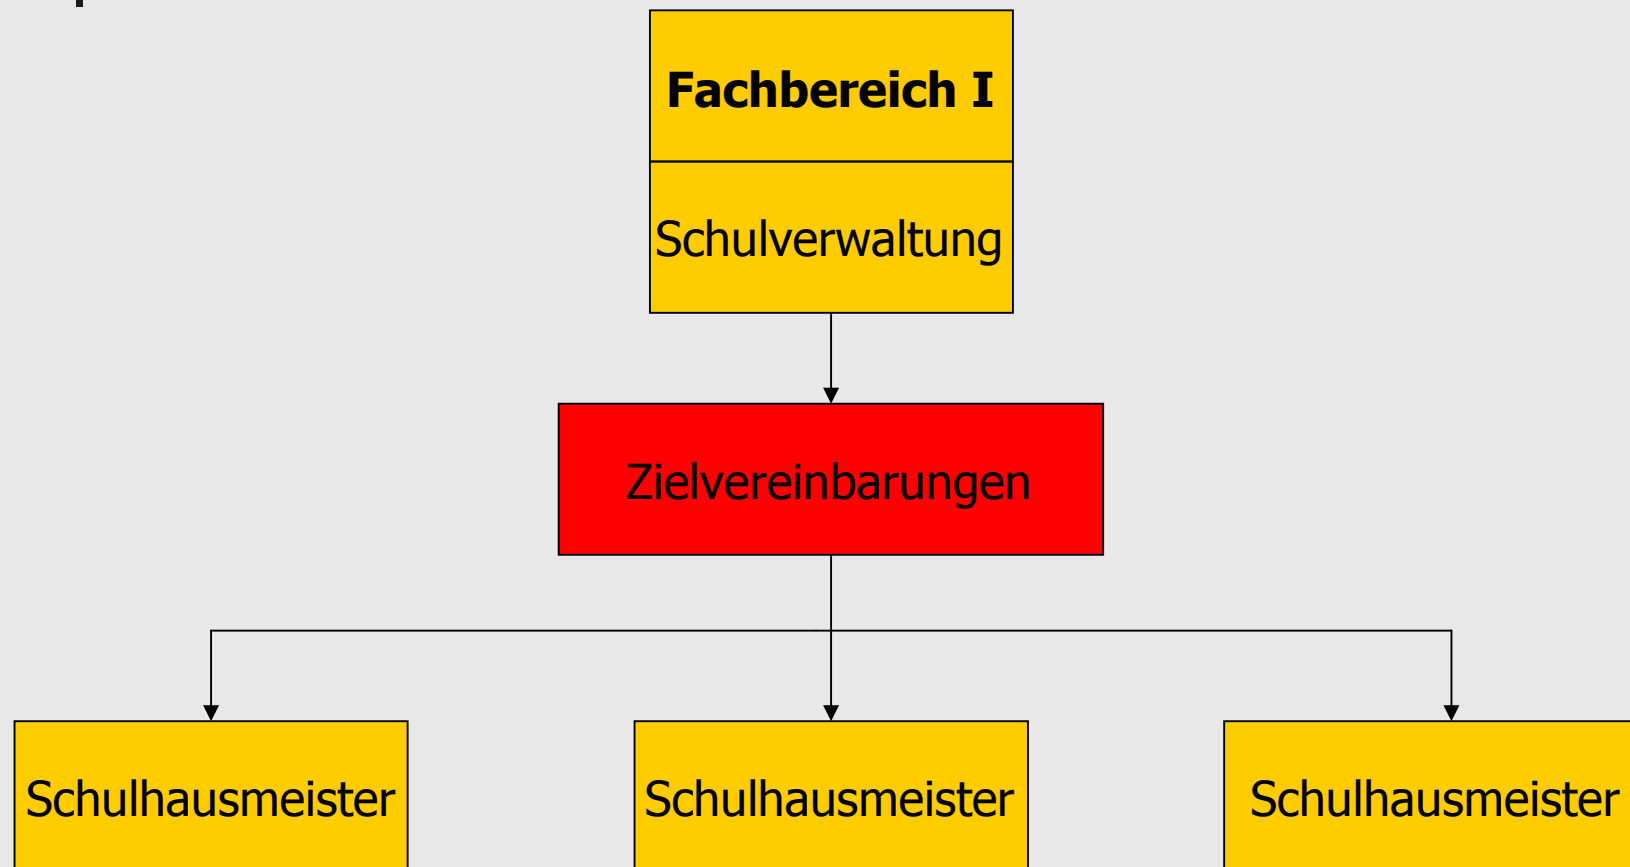 Fachbereich I
Schulverwaltung
Zielvereinbarungen
Schulhausmeister
Schulhausmeister
Schulhausmeister